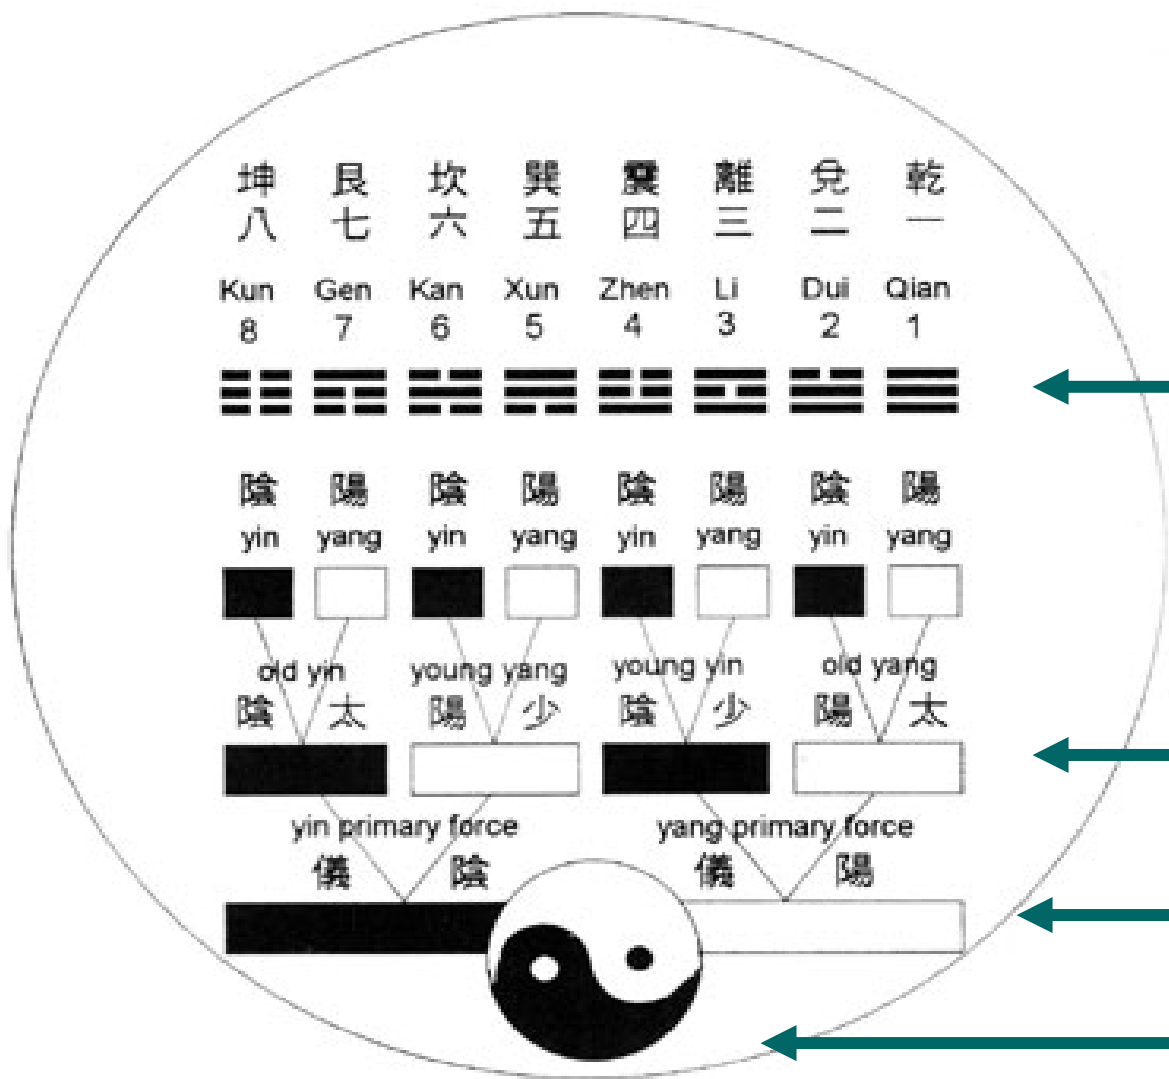 坤 艮 坎 巽 震 離 兌 乾
八 七 六 五 四 三 二 一
Kun Gen Kan Xun Zhen Li Dui Qian
8 7 6 5 4 3 2 1
陰 陽 陰 陽 陰 陽 陰 陽
yin yang yin yang yin yang yin yang
old yin young yang young yin old yang
陰 太 陽 少 陰 少 陽 太
yin primary force yang primary force
儀 陰 儀 陽